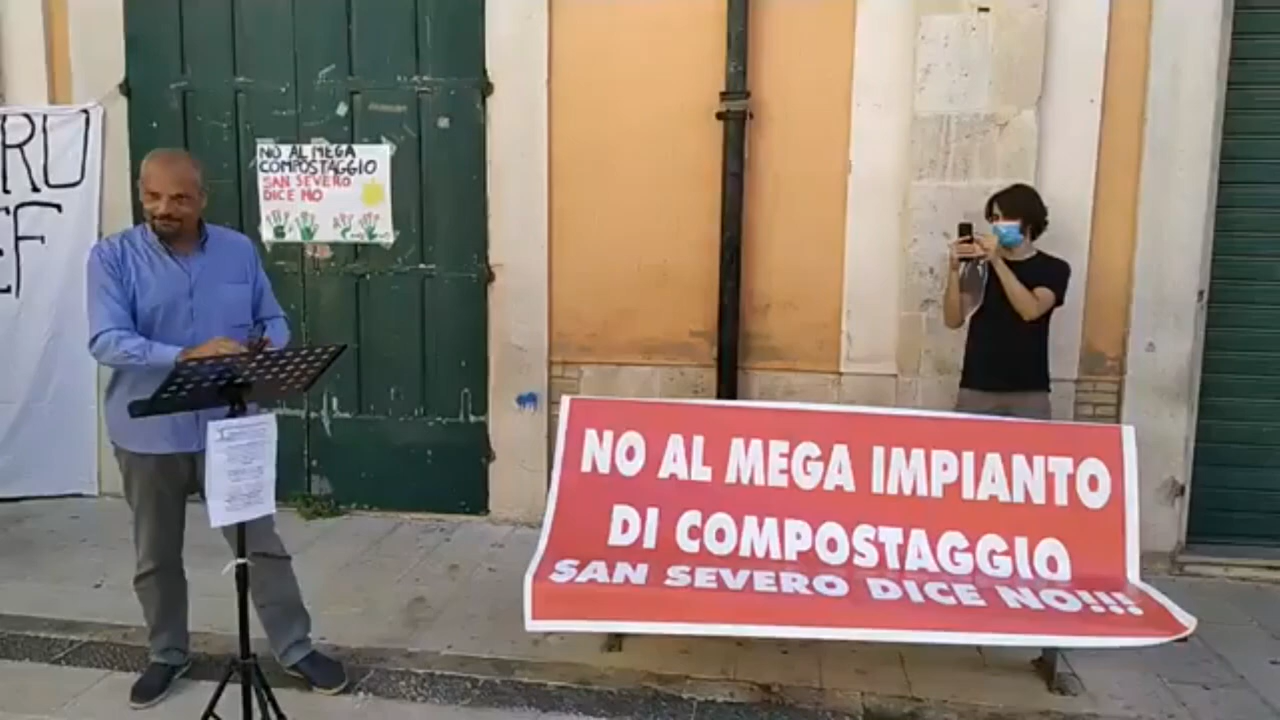 NO AL MEGA
COMPOSTAGGIO
SAN SEVERO
DICE NO
NO AL MEGA IMPIANTO
DI COMPOSTAGGIO
SAN SEVERO DICE NO!!!